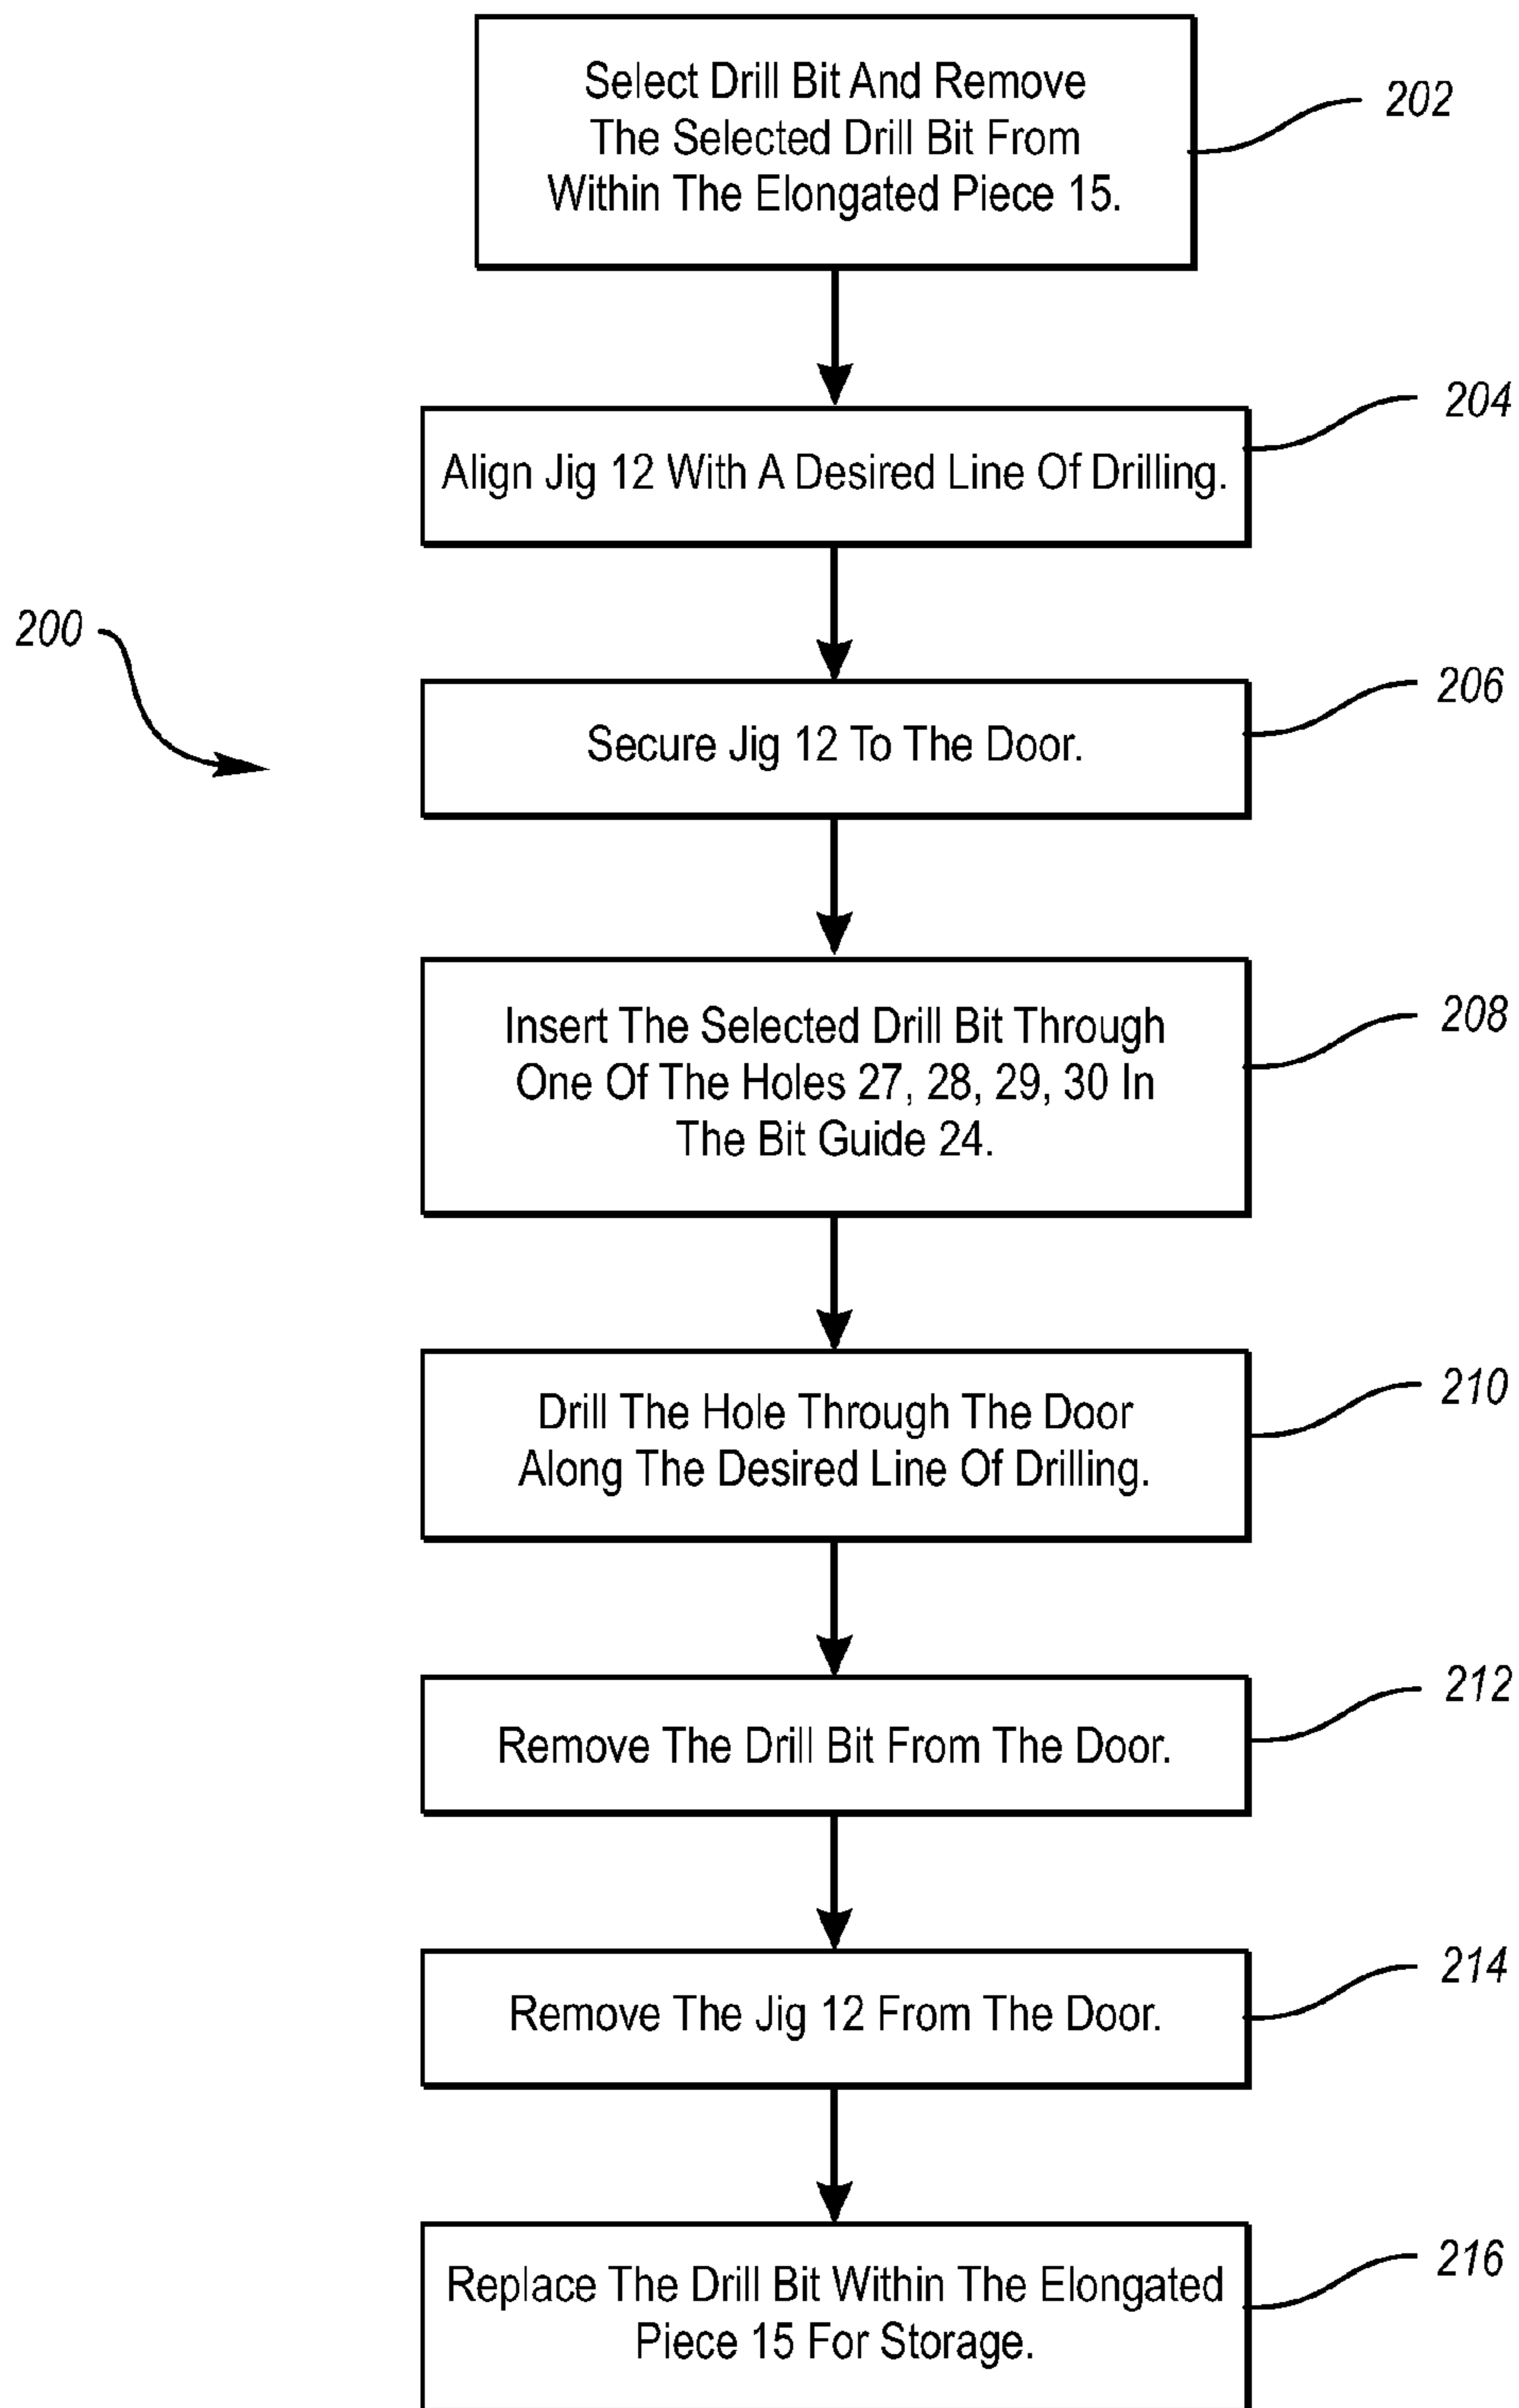 Select Drill Bit And Remove
The Selected Drill Bit From
Within The Elongated Piece 15.
202
Align Jig 12 With A Desired Line Of Drilling.
204
200
Secure Jig 12 To The Door.
206
Insert The Selected Drill Bit Through
One Of The Holes 27, 28, 29, 30 In
The Bit Guide 24.
208
Drill The Hole Through The Door
Along The Desired Line Of Drilling.
210
Remove The Drill Bit From The Door.
212
Remove The Jig 12 From The Door.
214
Replace The Drill Bit Within The Elongated
Piece 15 For Storage.
216